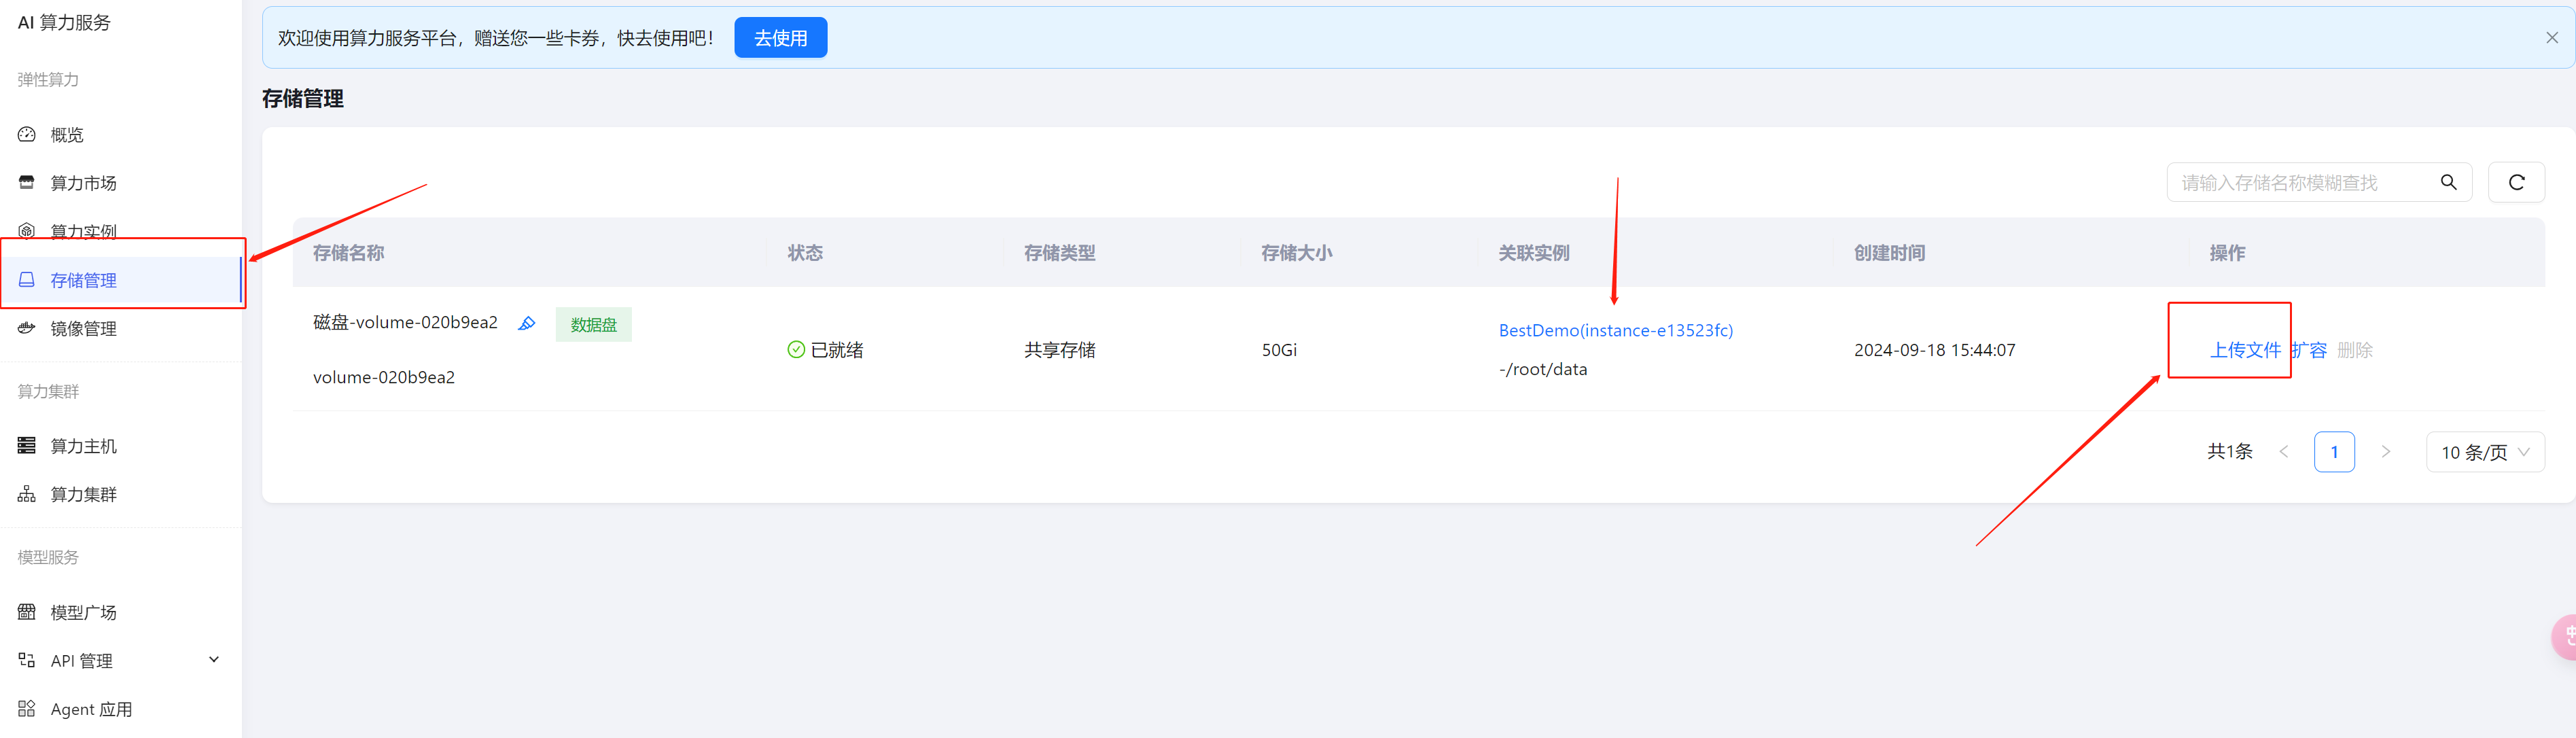 AI 算力服务
弹性算力
概览
算力市场
算力实例
存储管理
镜像管理
算力集群
算力主机
算力集群
模型服务
模型广场
API 管理
Agent 应用
欢迎使用算力服务平台，赠送您一些卡券，快去使用吧！ 去使用
存储管理
请输入存储名称模糊查找
存储名称 状态 存储类型 存储大小 关联实例 创建时间 操作
磁盘-volume-020b9ea2 数据盘
volume-020b9ea2
已就绪
共享存储
50Gi
BestDemo(instance-e13523fc)
-/root/data
2024-09-18 15:44:07
上传文件 扩容 删除
共1条 1 10 条/页